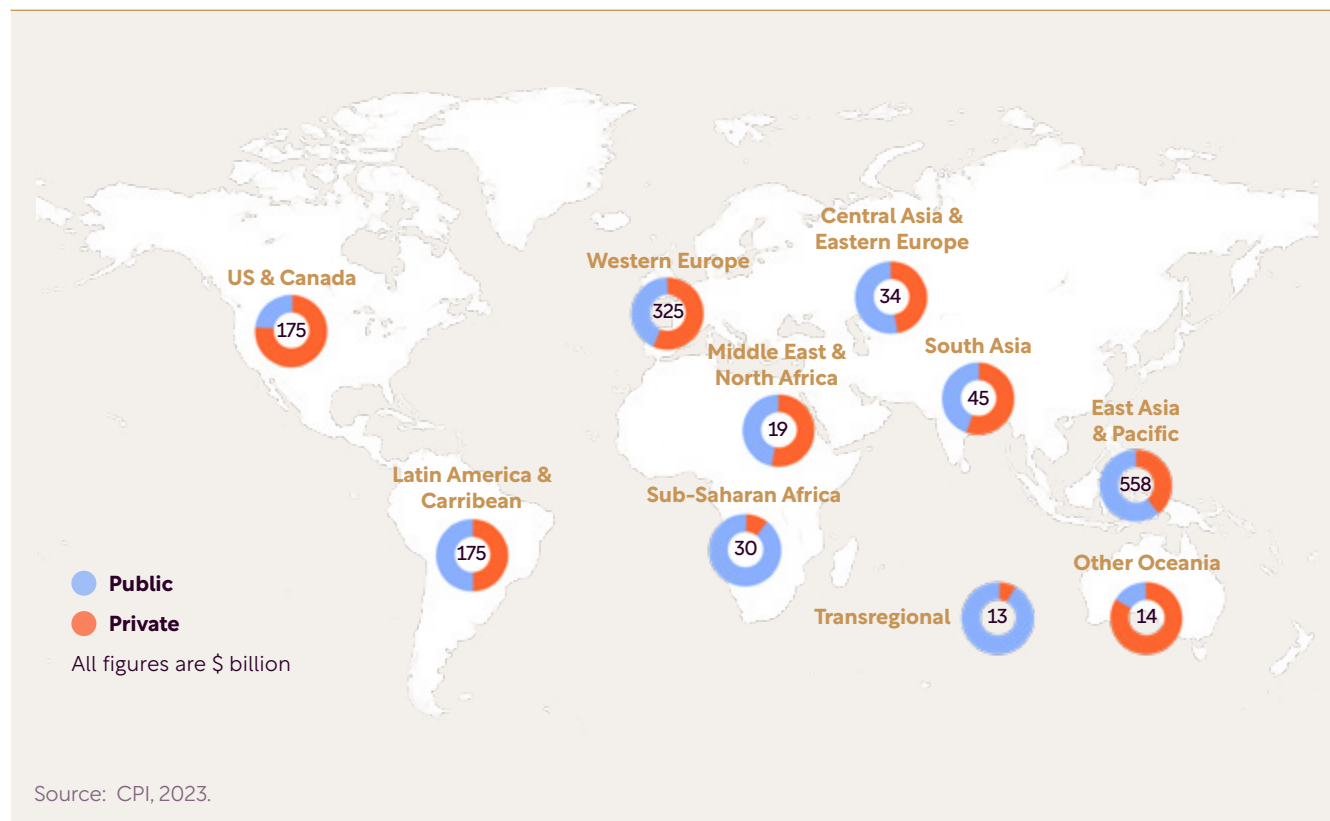 Central Asia &
Eastern Europe
34
Western Europe
325
US & Canada
175
Middle East &
North Africa
19
South Asia
45
East Asia
& Pacific
558
Latin America &
Carribean
175
Sub-Saharan Africa
30
Other Oceania
14
Transregional
13
Public
Private
All figures are $ billion
Source: CPI, 2023.